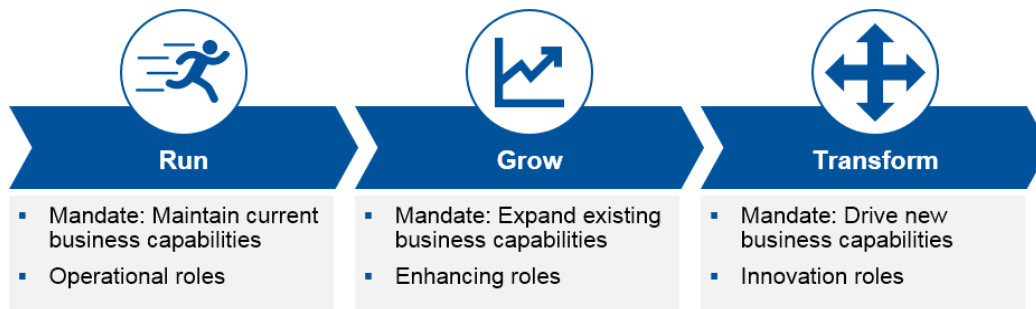 Run
Grow
Transform
▪ Mandate: Maintain current
business capabilities
▪ Operational roles
▪ Mandate: Expand existing
business capabilities
▪ Enhancing roles
▪ Mandate: Drive new
business capabilities
▪ Innovation roles